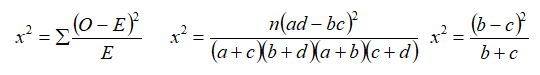 x² = Σ(O − E)²/E x² = n(ad − bc)²/(a + c)(b + d)(a + b)(c + d) x² = (b − c)²/b + c